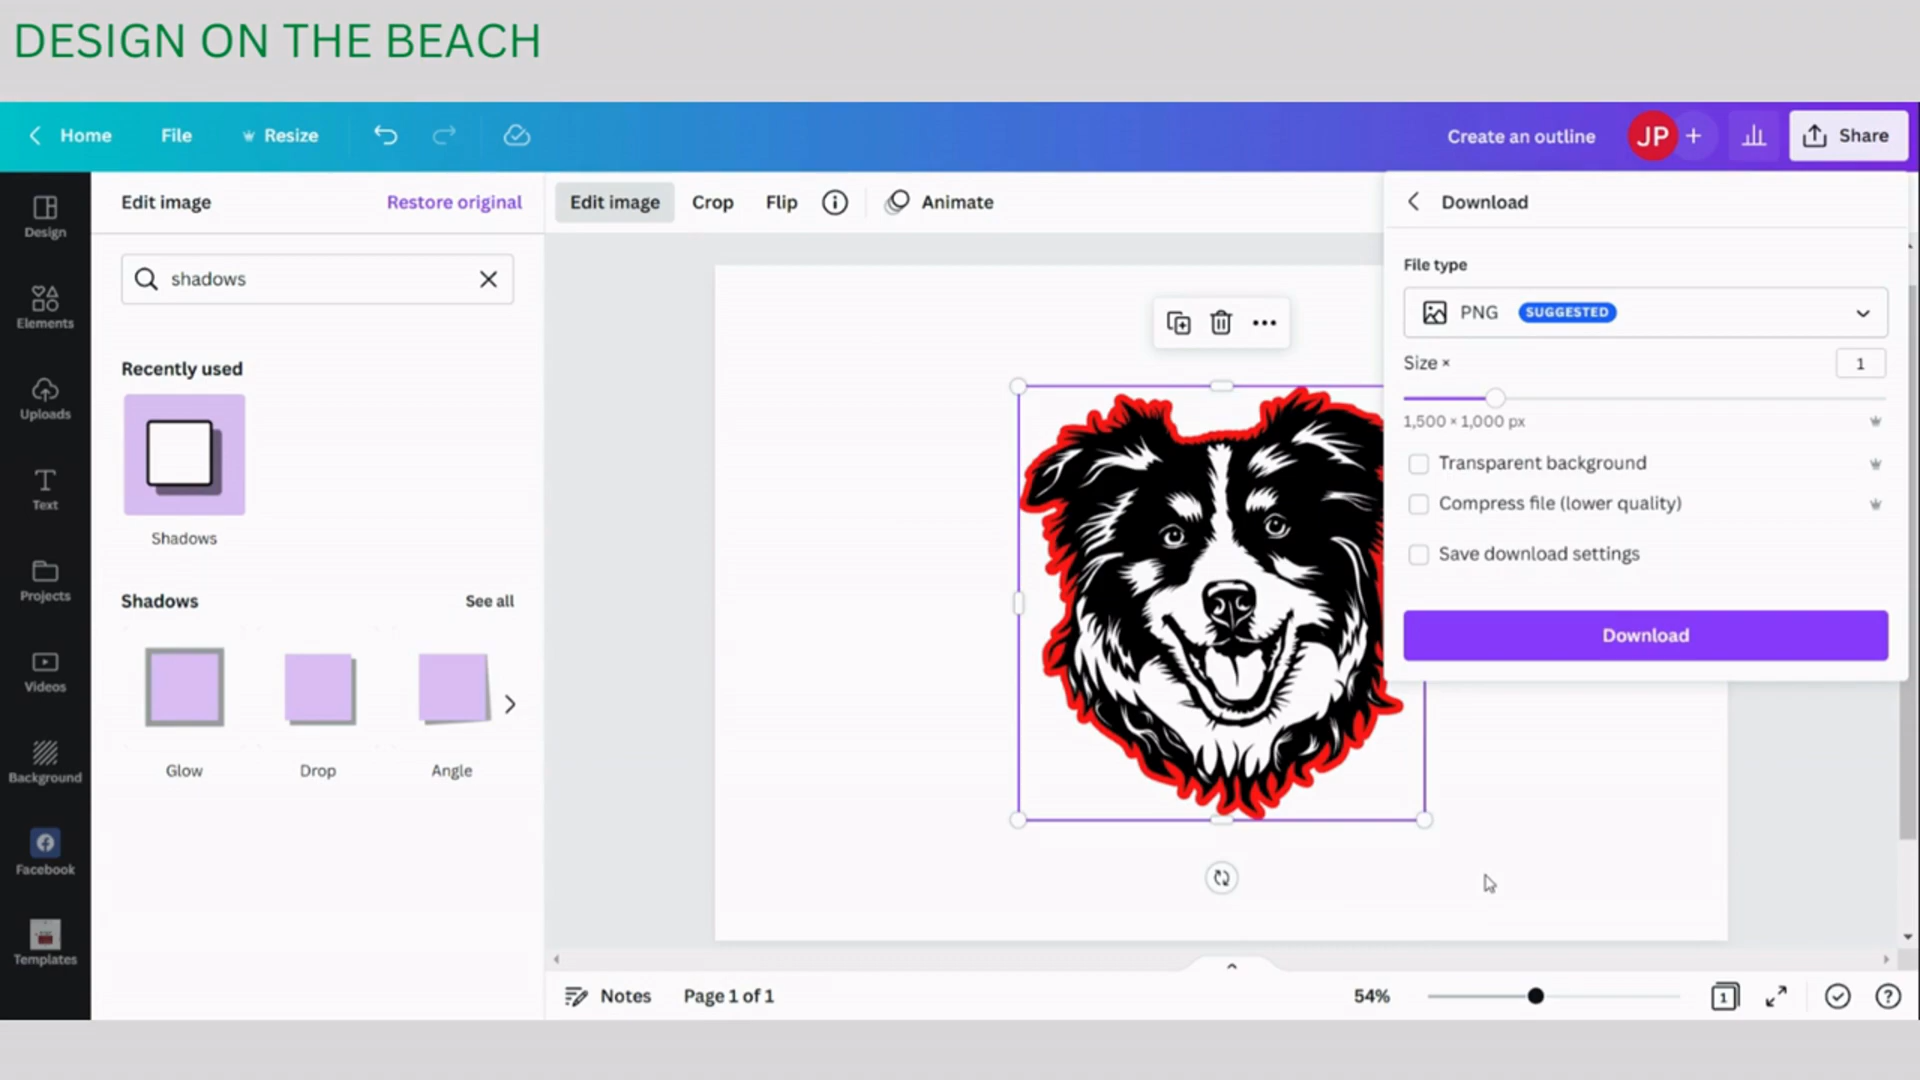 DESIGN ON THE BEACH
Home File Resize Create an outline JP + Share
Edit image Restore original Edit image Crop Flip Animate Download
Design
shadows
File type
Elements
PNG SUGGESTED
Size × 1
1,500 × 1,000 px
Recently used
Uploads
Transparent background
Text
Compress file (lower quality)
Shadows
Save download settings
Projects
Shadows See all
Download
Videos
Glow Drop Angle
Background
Facebook
Templates
Notes Page 1 of 1 54% 1 ?